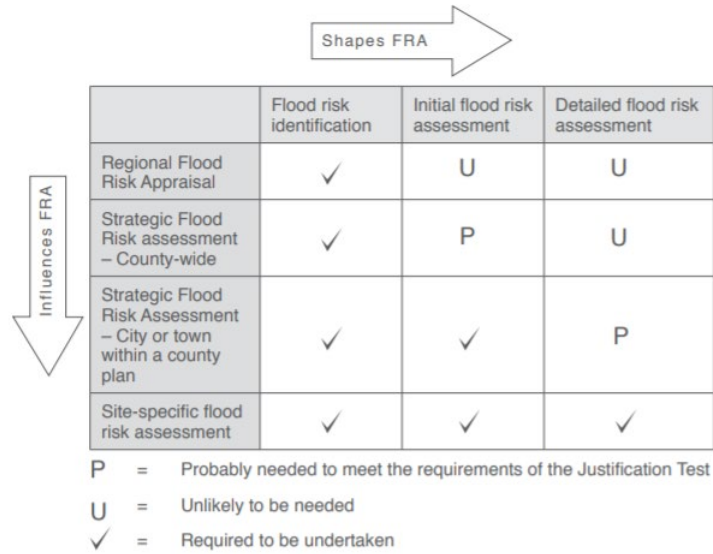 Shapes FRA
Influences FRA
Flood risk
identification
Initial flood risk
assessment
Detailed flood risk
assessment
Regional Flood
Risk Appraisal
✓
U
U
Strategic Flood
Risk assessment
– County-wide
✓
P
U
Strategic Flood
Risk Assessment
– City or town
within a county
plan
✓
✓
P
Site-specific flood
risk assessment
✓
✓
✓
P = Probably needed to meet the requirements of the Justification Test
U = Unlikely to be needed
✓ = Required to be undertaken